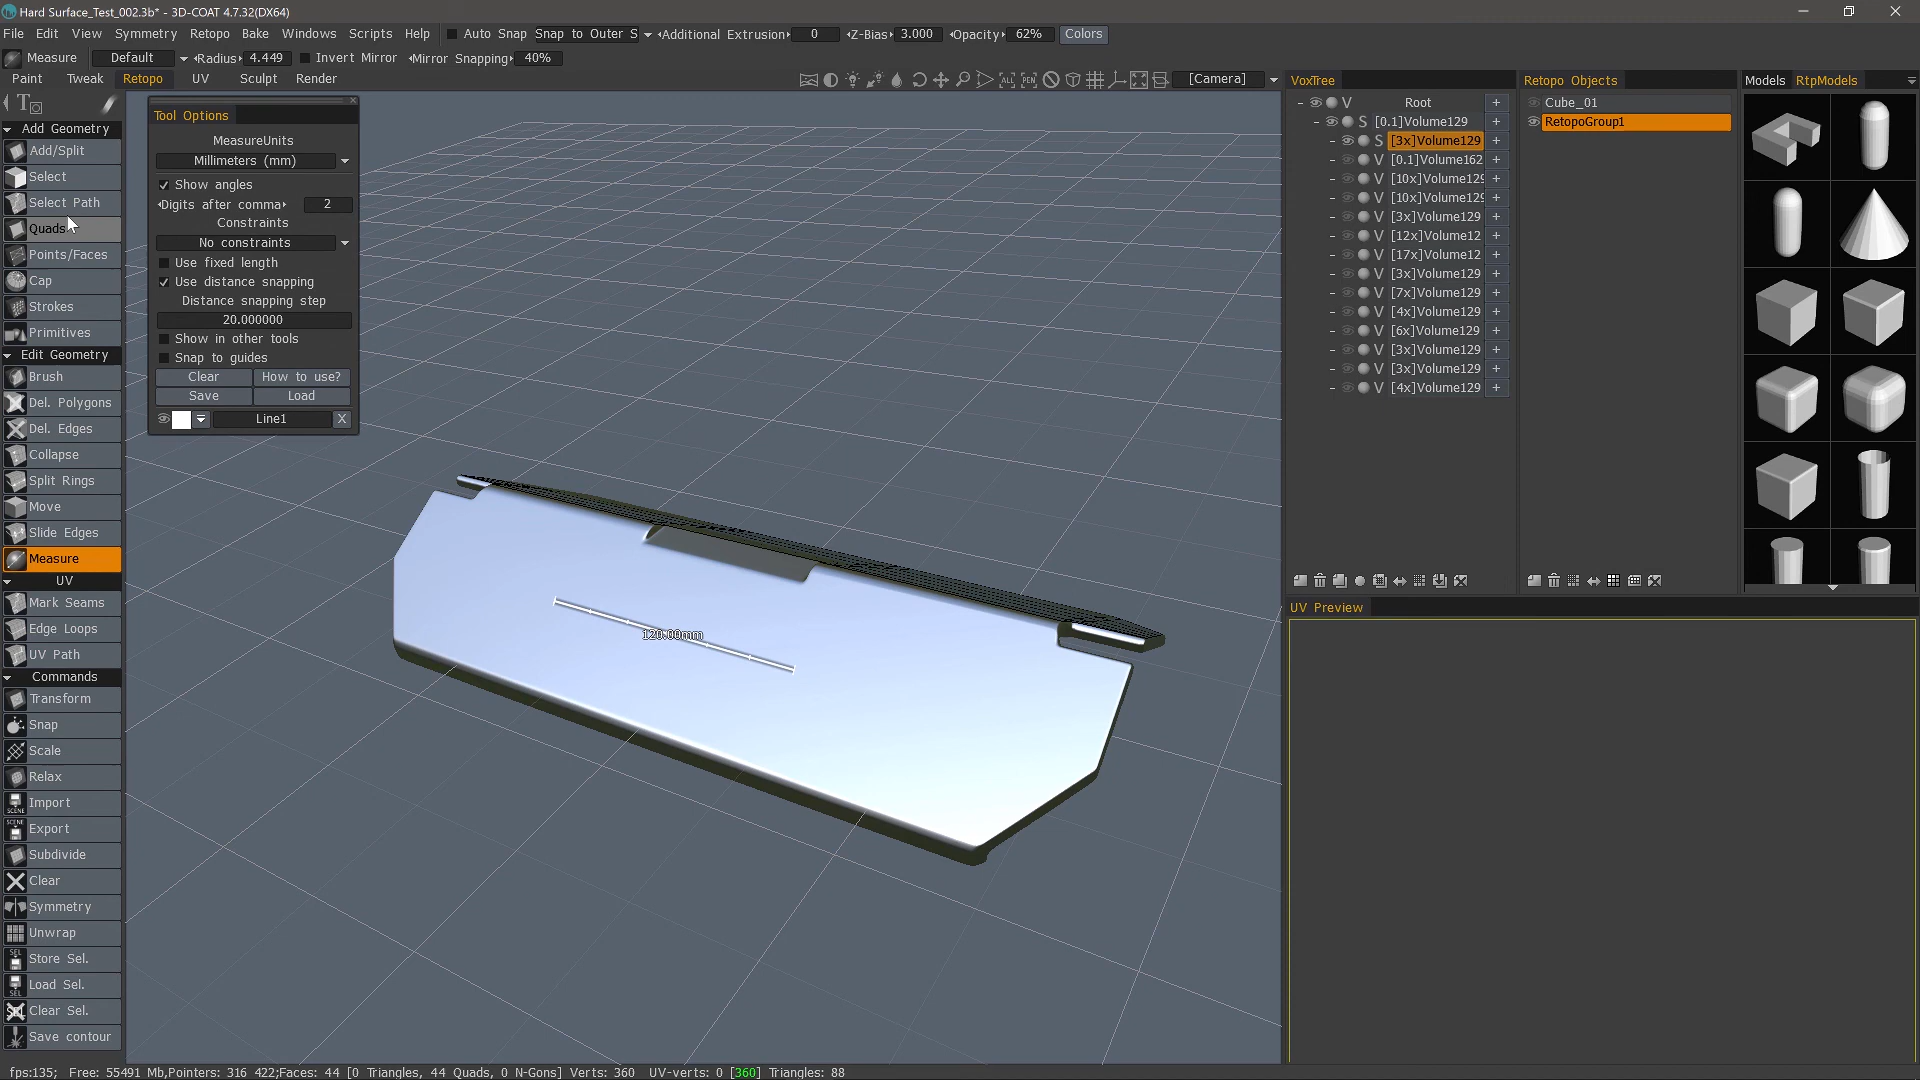 Hard Surface_Test_002.3b* - 3D-COAT 4.7.32(DX64)
File Edit View Symmetry Retopo Bake Windows Scripts Help Auto Snap Snap to Outer S Additional Extrusion 0 Z-Bias 3.000 Opacity 62% Colors
Measure Default Radius 4.449 Invert Mirror Mirror Snapping 40%
Paint Tweak Retopo UV Sculpt Render [Camera]
Add Geometry
Add/Split
Select
Select Path
Quads
Points/Faces
Cap
Strokes
Primitives
Edit Geometry
Brush
Del. Polygons
Del. Edges
Collapse
Split Rings
Move
Slide Edges
Measure
UV
Mark Seams
Edge Loops
UV Path
Commands
Transform
Snap
Scale
Relax
Import
Export
Subdivide
Clear
Symmetry
Unwrap
Store Sel.
Load Sel.
Clear Sel.
Save contour
Tool Options
MeasureUnits
Millimeters (mm)
Show angles
Digits after comma 2
Constraints
No constraints
Use fixed length
Use distance snapping
Distance snapping step
20.000000
Show in other tools
Snap to guides
Clear How to use?
Save Load
Line1 X
120.00mm
VoxTree
Root
V
S [0.1]Volume129
S [3x]Volume129
V [0.1]Volume162
V [10x]Volume129
V [10x]Volume129
V [3x]Volume129
V [12x]Volume12
V [17x]Volume12
V [3x]Volume129
V [7x]Volume129
V [4x]Volume129
V [6x]Volume129
V [3x]Volume129
V [3x]Volume129
V [4x]Volume129
Retopo Objects
Cube_01
RetopoGroup1
Models RtpModels
UV Preview
fps:135; Free: 55491 Mb,Pointers: 316 422;Faces: 44 [0 Triangles, 44 Quads, 0 N-Gons] Verts: 360 UV-verts: 0 [360] Triangles: 88